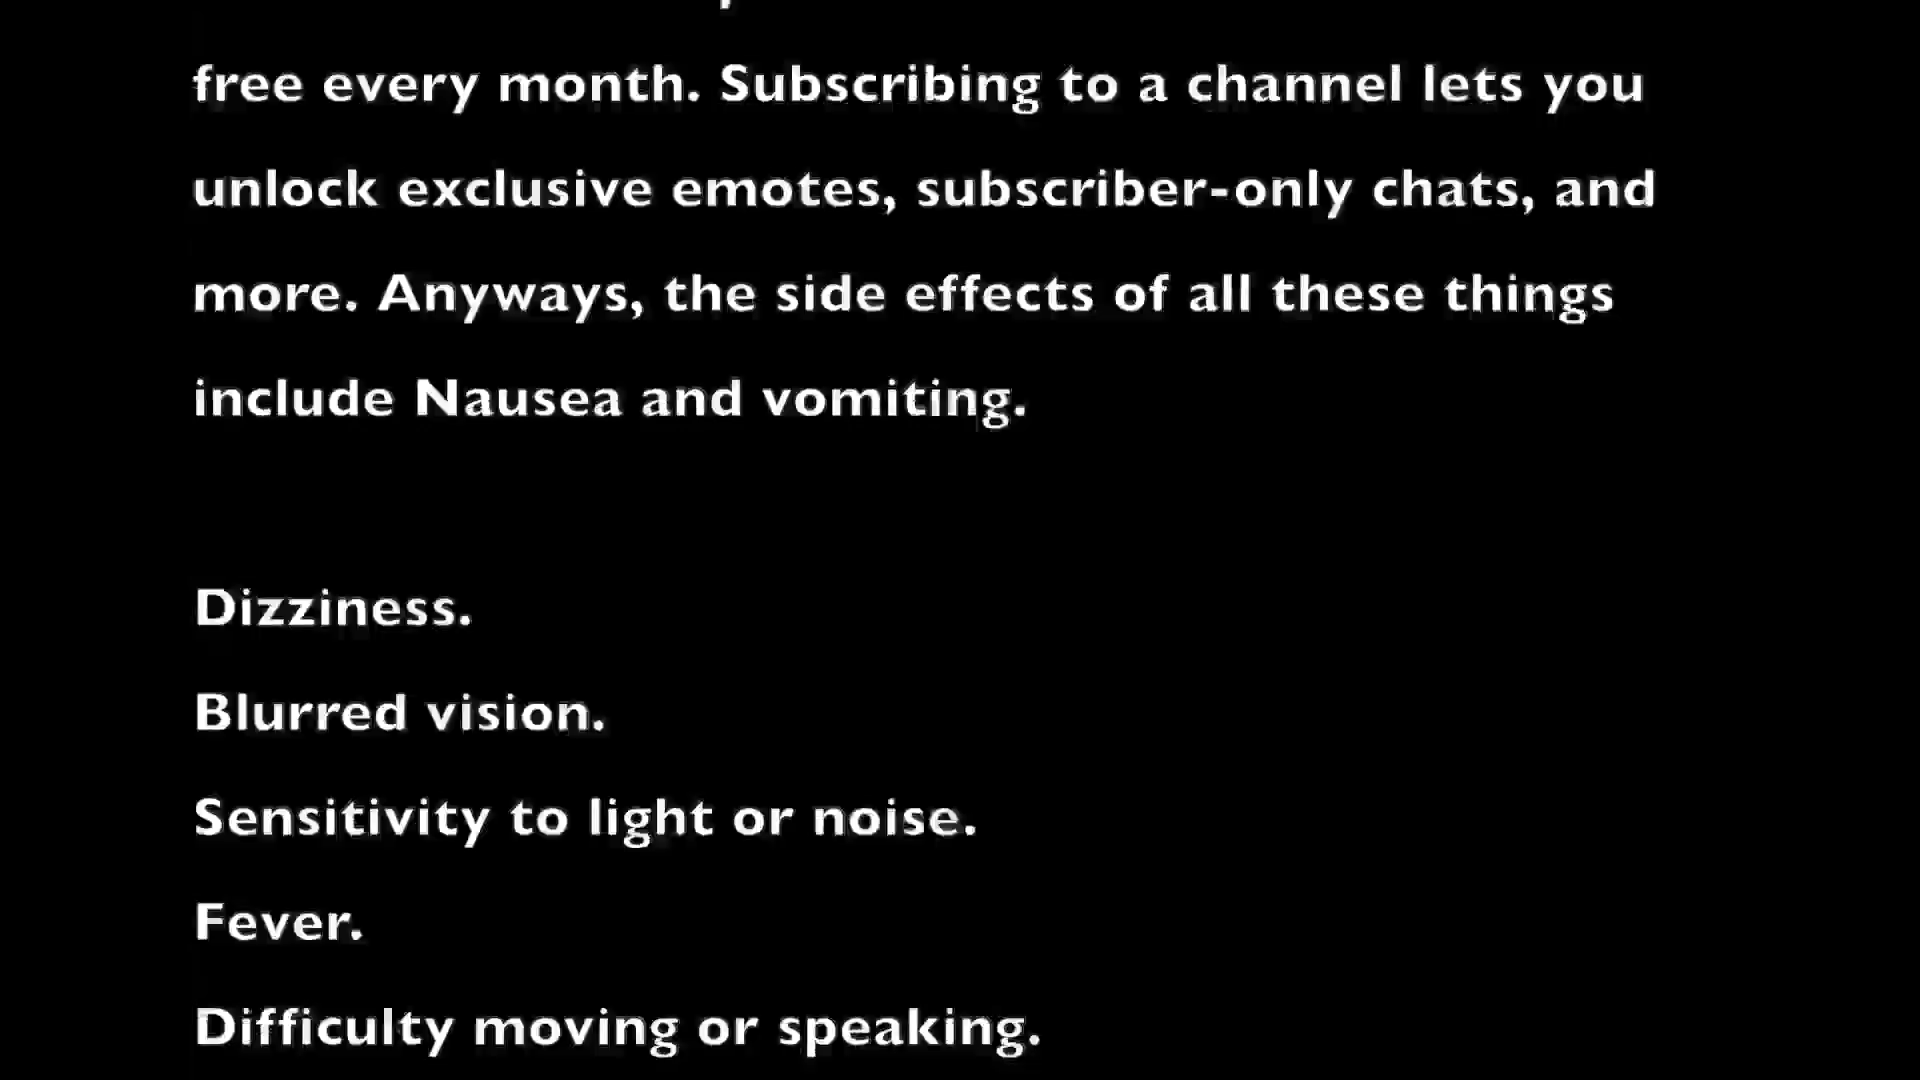 free every month. Subscribing to a channel lets you
unlock exclusive emotes, subscriber-only chats, and
more. Anyways, the side effects of all these things
include Nausea and vomiting.
Dizziness.
Blurred vision.
Sensitivity to light or noise.
Fever.
Difficulty moving or speaking.